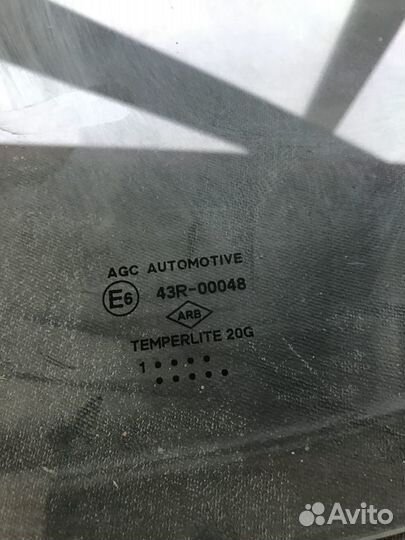 AGC AUTOMOTIVE
E6 43R-00048
ARB
TEMPERLITE 20G
1 • • • •
• • • • •
Avito